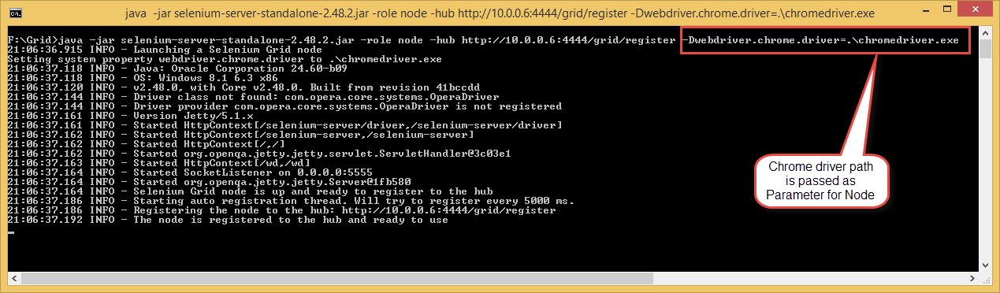 java -jar selenium-server-standalone-2.48.2.jar -role node -hub http://10.0.0.6:4444/grid/register -Dwebdriver.chrome.driver=.\chromedriver.exe
F:\Grid>java -jar selenium-server-standalone-2.48.2.jar -role node -hub http://10.0.0.6:4444/grid/register -Dwebdriver.chrome.driver=.\chromedriver.exe
21:06:36.915 INFO - Launching a Selenium Grid node
Setting system property webdriver.chrome.driver to .\chromedriver.exe
21:06:37.118 INFO - Java: Oracle Corporation 24.60-b09
21:06:37.118 INFO - OS: Windows 8.1 6.3 x86
21:06:37.120 INFO - v2.48.0, with Core v2.48.0. Built from revision 41bccdd
21:06:37.144 INFO - Driver class not found: com.opera.core.systems.OperaDriver
21:06:37.144 INFO - Driver provider com.opera.core.systems.OperaDriver is not registered
21:06:37.161 INFO - Version Jetty/5.1.x
21:06:37.161 INFO - Started HttpContext[/selenium-server/driver,/selenium-server/driver]
21:06:37.162 INFO - Started HttpContext[/selenium-server,/selenium-server]
21:06:37.162 INFO - Started HttpContext[/,/]
21:06:37.162 INFO - Started org.openqa.jetty.jetty.servlet.ServletHandler@3c03e1
21:06:37.163 INFO - Started HttpContext[/wd,/wd]
21:06:37.164 INFO - Started SocketListener on 0.0.0.0:5555
21:06:37.164 INFO - Started org.openqa.jetty.jetty.Server@1fb580
21:06:37.164 INFO - Selenium Grid node is up and ready to register to the hub
21:06:37.186 INFO - Starting auto registration thread. Will try to register every 5000 ms.
21:06:37.186 INFO - Registering the node to the hub: http://10.0.0.6:4444/grid/register
21:06:37.192 INFO - The node is registered to the hub and ready to use
Chrome driver path
is passed as
Parameter for Node